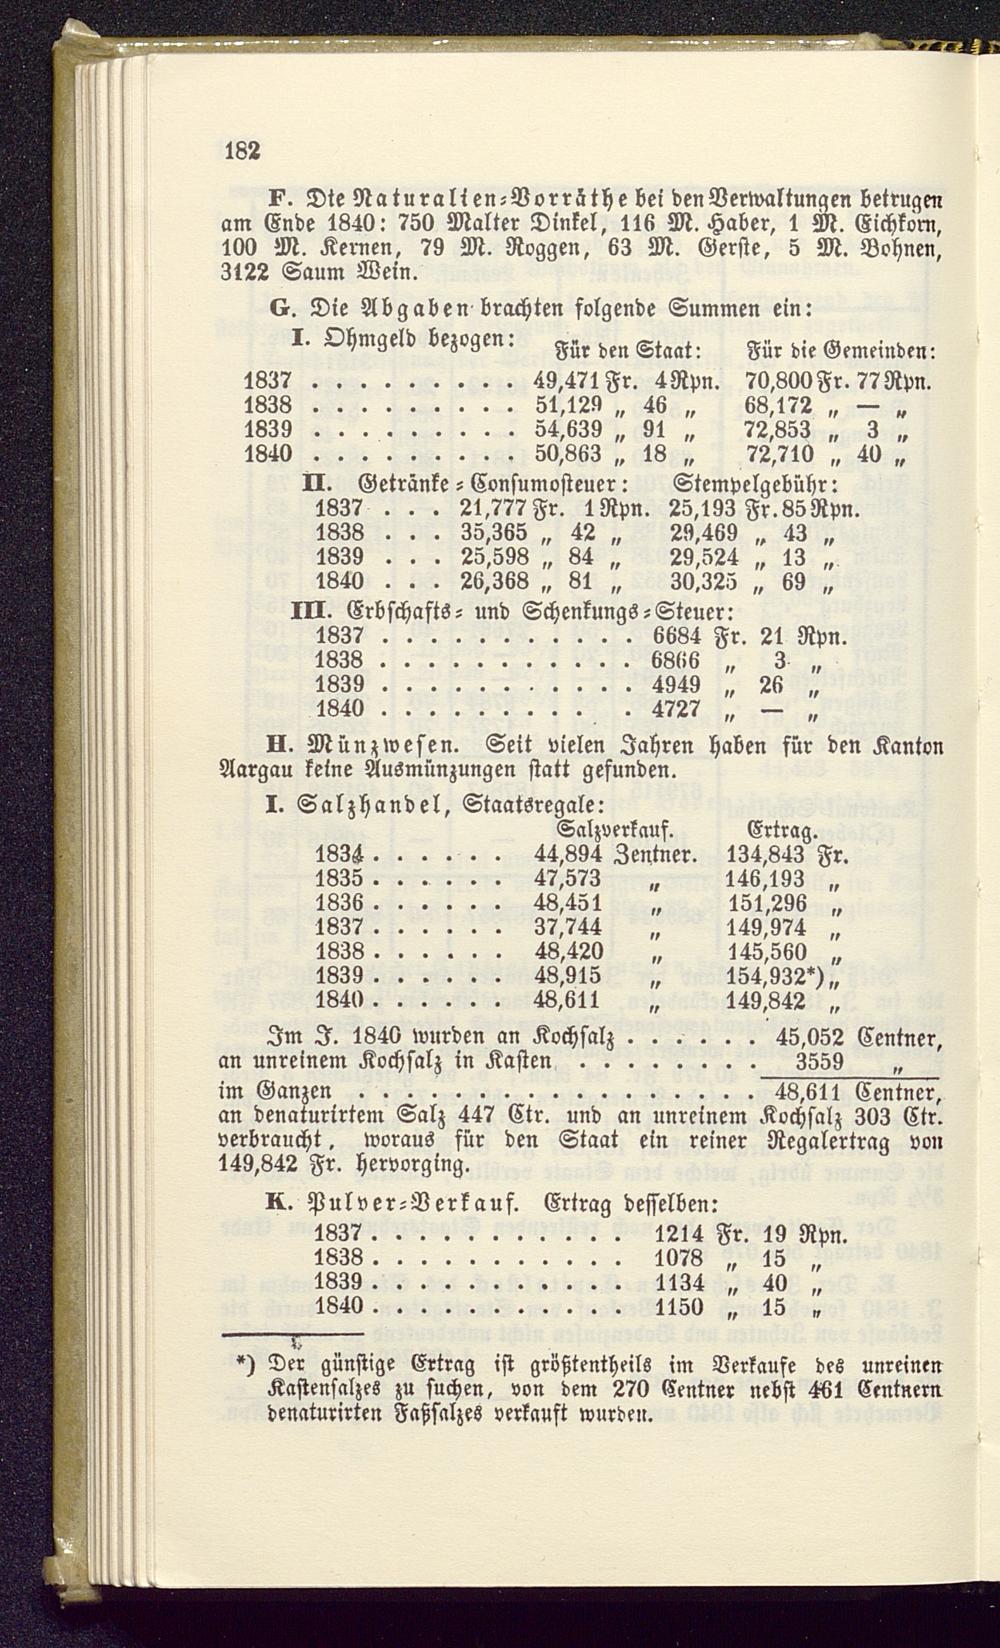 182
F. Die Naturalien-Vorräthe bei den Verwaltungen betrugen
am Ende 1840: 750 Malter Dinkel, 116 M. Haber, 1 M. Eichkorn,
100 M. Kernen, 79 M. Roggen, 63 M. Gerste, 5 M. Bohnen,
3122 Saum Wein.
G. Die Abgaben brachten folgende Summen ein:
I. Ohmgeld bezogen: Für den Staat: Für die Gemeinden:
1837 . . . . . . . . . 49,471 Fr. 4 Rpn. 70,800 Fr. 77 Rpn.
1838 . . . . . . . . . 51,129 „ 46 „ 68,172 „ — „
1839 . . . . . . . . . 54,639 „ 91 „ 72,853 „ 3 „
1840 . . . . . . . . . 50,863 „ 18 „ 72,710 „ 40 „
II. Getränke-Consumosteuer: Stempelgebühr:
1837 . . . 21,777 Fr. 1 Rpn. 25,193 Fr. 85 Rpn.
1838 . . . 35,365 „ 42 „ 29,469 „ 43 „
1839 . . . 25,598 „ 84 „ 29,524 „ 13 „
1840 . . . 26,368 „ 81 „ 30,325 „ 69 „
III. Erbschafts- und Schenkungs-Steuer:
1837 . . . . . . . . . . . 6684 Fr. 21 Rpn.
1838 . . . . . . . . . . . 6866 „ 3 „
1839 . . . . . . . . . . . 4949 „ 26 „
1840 . . . . . . . . . . . 4727 „ — „
H. Münzwesen. Seit vielen Jahren haben für den Kanton
Aargau keine Ausmünzungen statt gefunden.
I. Salzhandel, Staatsregale:
Salzverkauf. Ertrag.
1834 . . . . . . 44,894 Zentner. 134,843 Fr.
1835 . . . . . . 47,573 „ 146,193 „
1836 . . . . . . 48,451 „ 151,296 „
1837 . . . . . . 37,744 „ 149,974 „
1838 . . . . . . 48,420 „ 145,560 „
1839 . . . . . . 48,915 „ 154,932*) „
1840 . . . . . . 48,611 „ 149,842 „
Im J. 1840 wurden an Kochsalz . . . . . . 45,052 Centner,
an unreinem Kochsalz in Kasten . . . . . . . . 3559 „
im Ganzen . . . . . . . . . . . . . . . . . 48,611 Centner,
an denaturirtem Salz 447 Ctr. und an unreinem Kochsalz 303 Ctr.
verbraucht, woraus für den Staat ein reiner Regalertrag von
149,842 Fr. hervorging.
K. Pulver-Verkauf. Ertrag desselben:
1837 . . . . . . . . . . . 1214 Fr. 19 Rpn.
1838 . . . . . . . . . . . 1078 „ 15 „
1839 . . . . . . . . . . . 1134 „ 40 „
1840 . . . . . . . . . . . 1150 „ 15 „
*) Der günstige Ertrag ist größtentheils im Verkaufe des unreinen
Kastensalzes zu suchen, von dem 270 Centner nebst 461 Centnern
denaturirten Faßsalzes verkauft wurden.